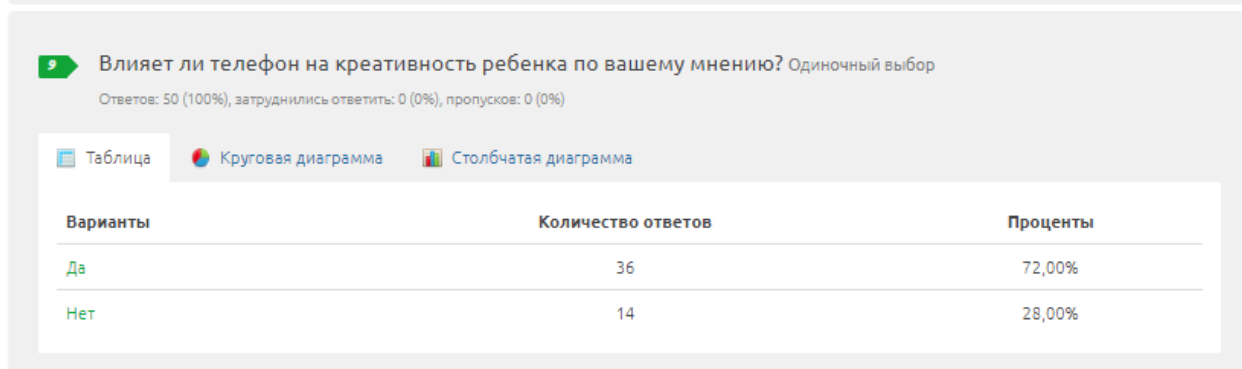 9 Влияет ли телефон на креативность ребенка по вашему мнению? Одиночный выбор
Ответов: 50 (100%), затруднились ответить: 0 (0%), пропусков: 0 (0%)
Таблица Круговая диаграмма Столбчатая диаграмма
Варианты Количество ответов Проценты
Да 36 72,00%
Нет 14 28,00%